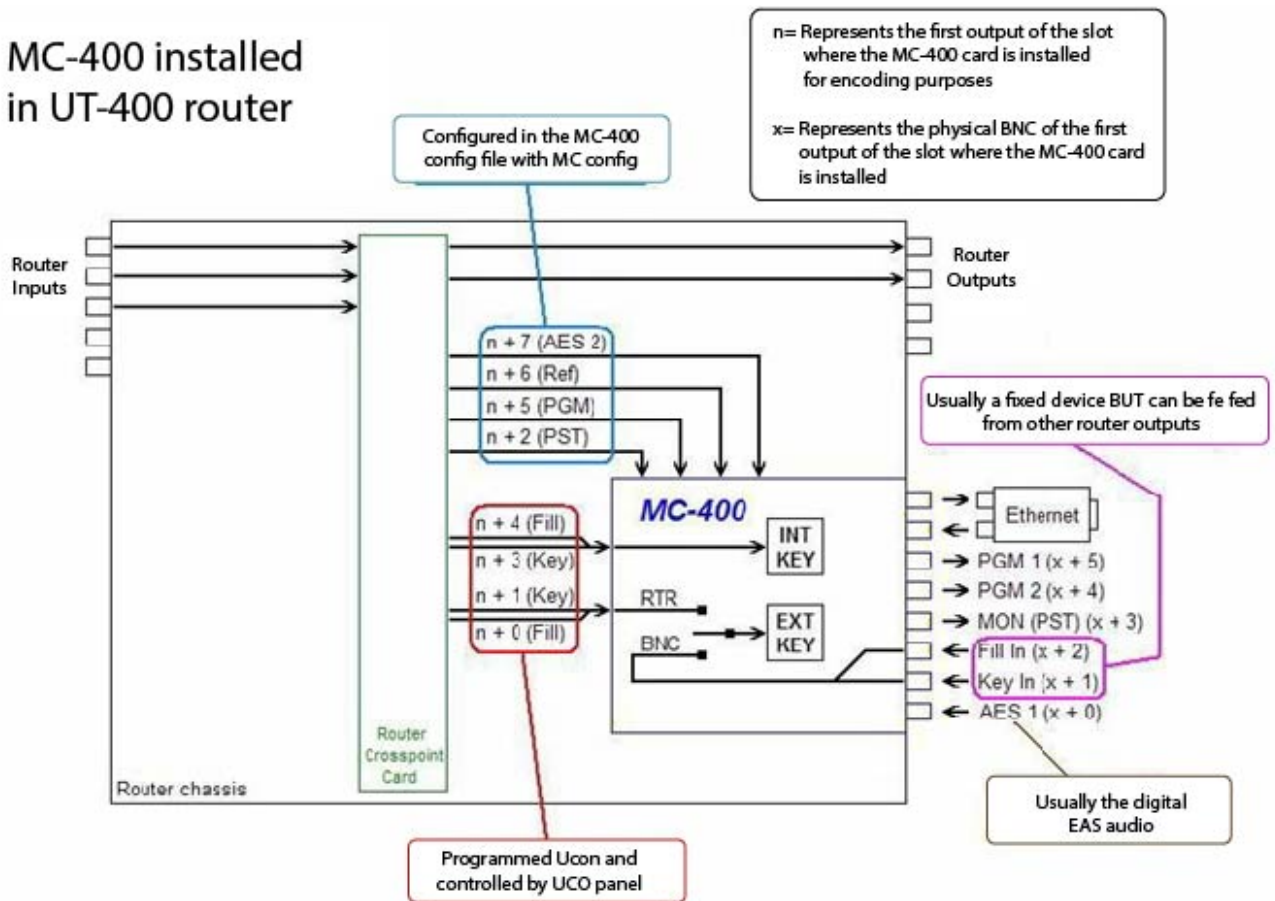 MC-400 installed
in UT-400 router
n= Represents the first output of the slot
where the MC-400 card is installed
for encoding purposes
x= Represents the physical BNC of the first
output of the slot where the MC-400 card
is installed
Configured in the MC-400
config file with MC config
Router
Inputs
Router
Outputs
n + 7 (AES 2)
n + 6 (Ref)
n + 5 (PGM)
n + 2 (PST)
Usually a fixed device BUT can be fe fed
from other router outputs
MC-400
n + 4 (Fill)
n + 3 (Key)
n + 1 (Key)
n + 0 (Fill)
INT
KEY
RTR
BNC
EXT
KEY
Ethernet
PGM 1 (x + 5)
PGM 2 (x + 4)
MON (PST) (x + 3)
Fill In (x + 2)
Key In (x + 1)
AES 1 (x + 0)
Router
Crosspoint
Card
Router chassis
Usually the digital
EAS audio
Programmed Ucon and
controlled by UCO panel